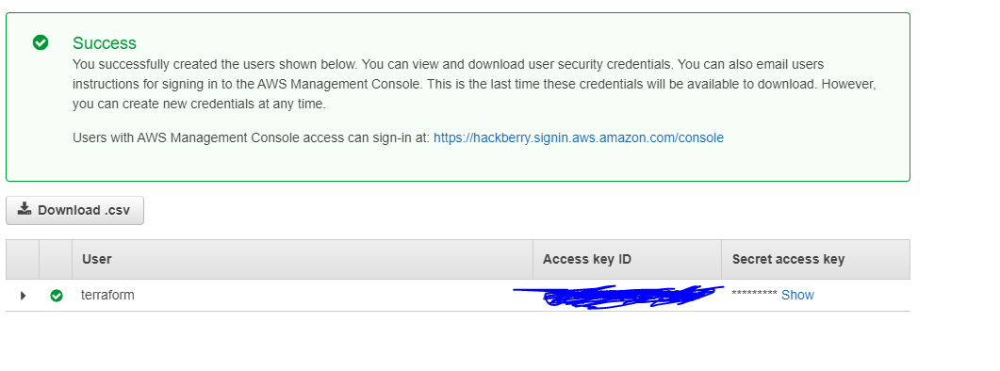 Success
You successfully created the users shown below. You can view and download user security credentials. You can also email users
instructions for signing in to the AWS Management Console. This is the last time these credentials will be available to download. However,
you can create new credentials at any time.
Users with AWS Management Console access can sign-in at: https://hackberry.signin.aws.amazon.com/console
Download .csv
User Access key ID Secret access key
terraform ********* Show